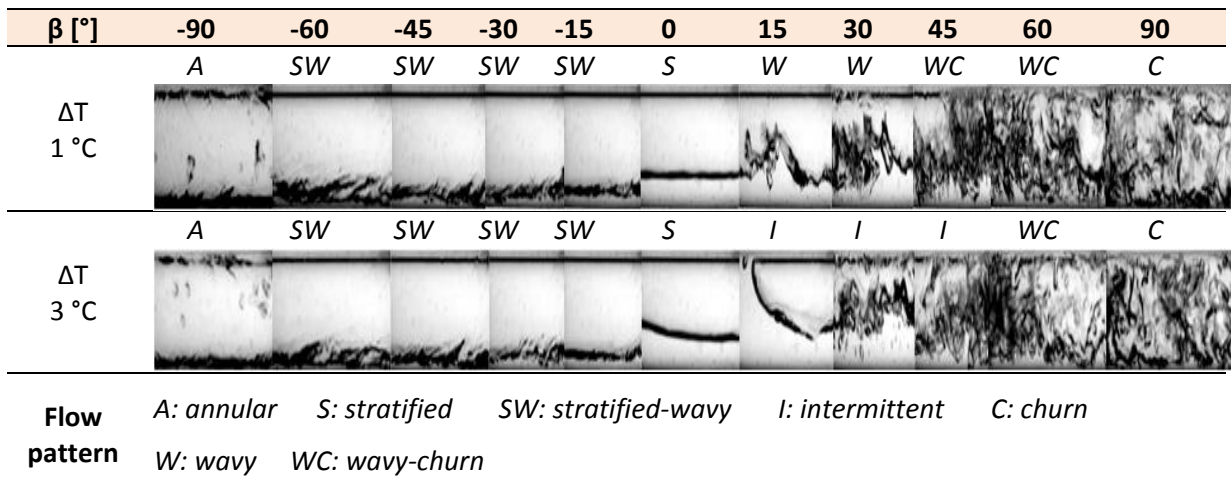 β [°] -90 -60 -45 -30 -15 0 15 30 45 60 90
A SW SW SW SW S W W WC WC C
ΔT
1 °C
A SW SW SW SW S I I I WC C
ΔT
3 °C
Flow pattern
A: annular S: stratified SW: stratified-wavy I: intermittent C: churn
W: wavy WC: wavy-churn